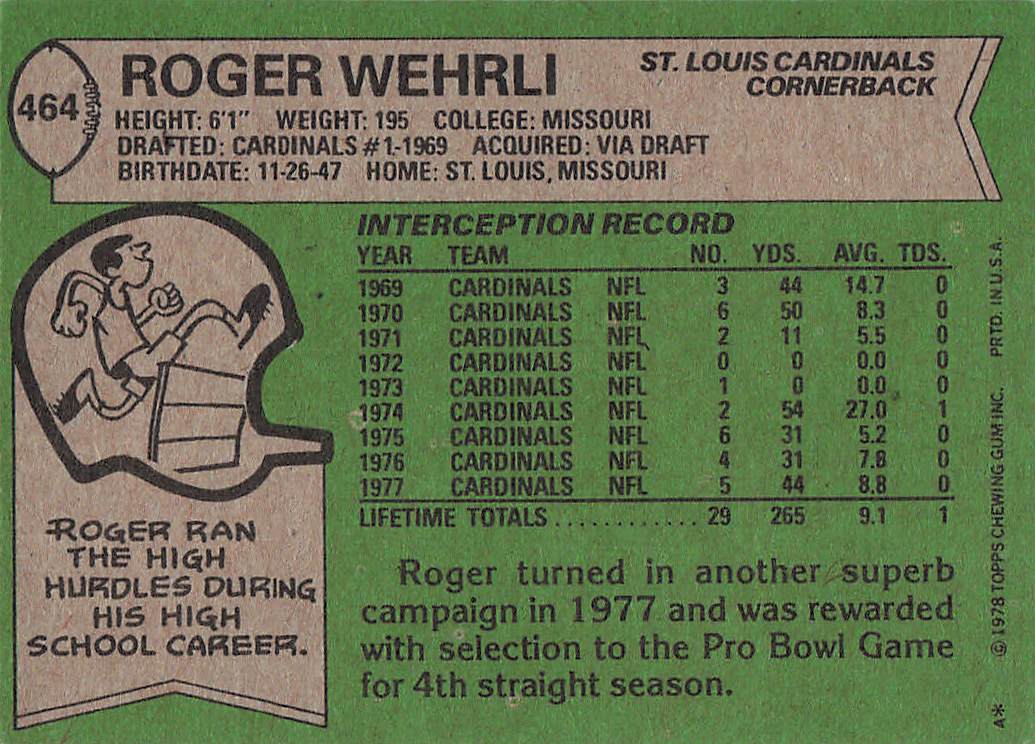 464
ROGER WEHRLI
ST. LOUIS CARDINALS
CORNERBACK
HEIGHT: 6'1" WEIGHT: 195 COLLEGE: MISSOURI
DRAFTED: CARDINALS #1-1969 ACQUIRED: VIA DRAFT
BIRTHDATE: 11-26-47 HOME: ST. LOUIS, MISSOURI
INTERCEPTION RECORD
YEAR TEAM NO. YDS. AVG. TDS.
1969 CARDINALS NFL 3 44 14.7 0
1970 CARDINALS NFL 6 50 8.3 0
1971 CARDINALS NFL 2 11 5.5 0
1972 CARDINALS NFL 0 0 0.0 0
1973 CARDINALS NFL 1 0 0.0 0
1974 CARDINALS NFL 2 54 27.0 1
1975 CARDINALS NFL 6 31 5.2 0
1976 CARDINALS NFL 4 31 7.8 0
1977 CARDINALS NFL 5 44 8.8 0
LIFETIME TOTALS............ 29 265 9.1 1
ROGER RAN
THE HIGH
HURDLES DURING
HIS HIGH
SCHOOL CAREER.
Roger turned in another superb
campaign in 1977 and was rewarded
with selection to the Pro Bowl Game
for 4th straight season.
A* © 1978 TOPPS CHEWING GUM INC. PRTD. IN U.S.A.